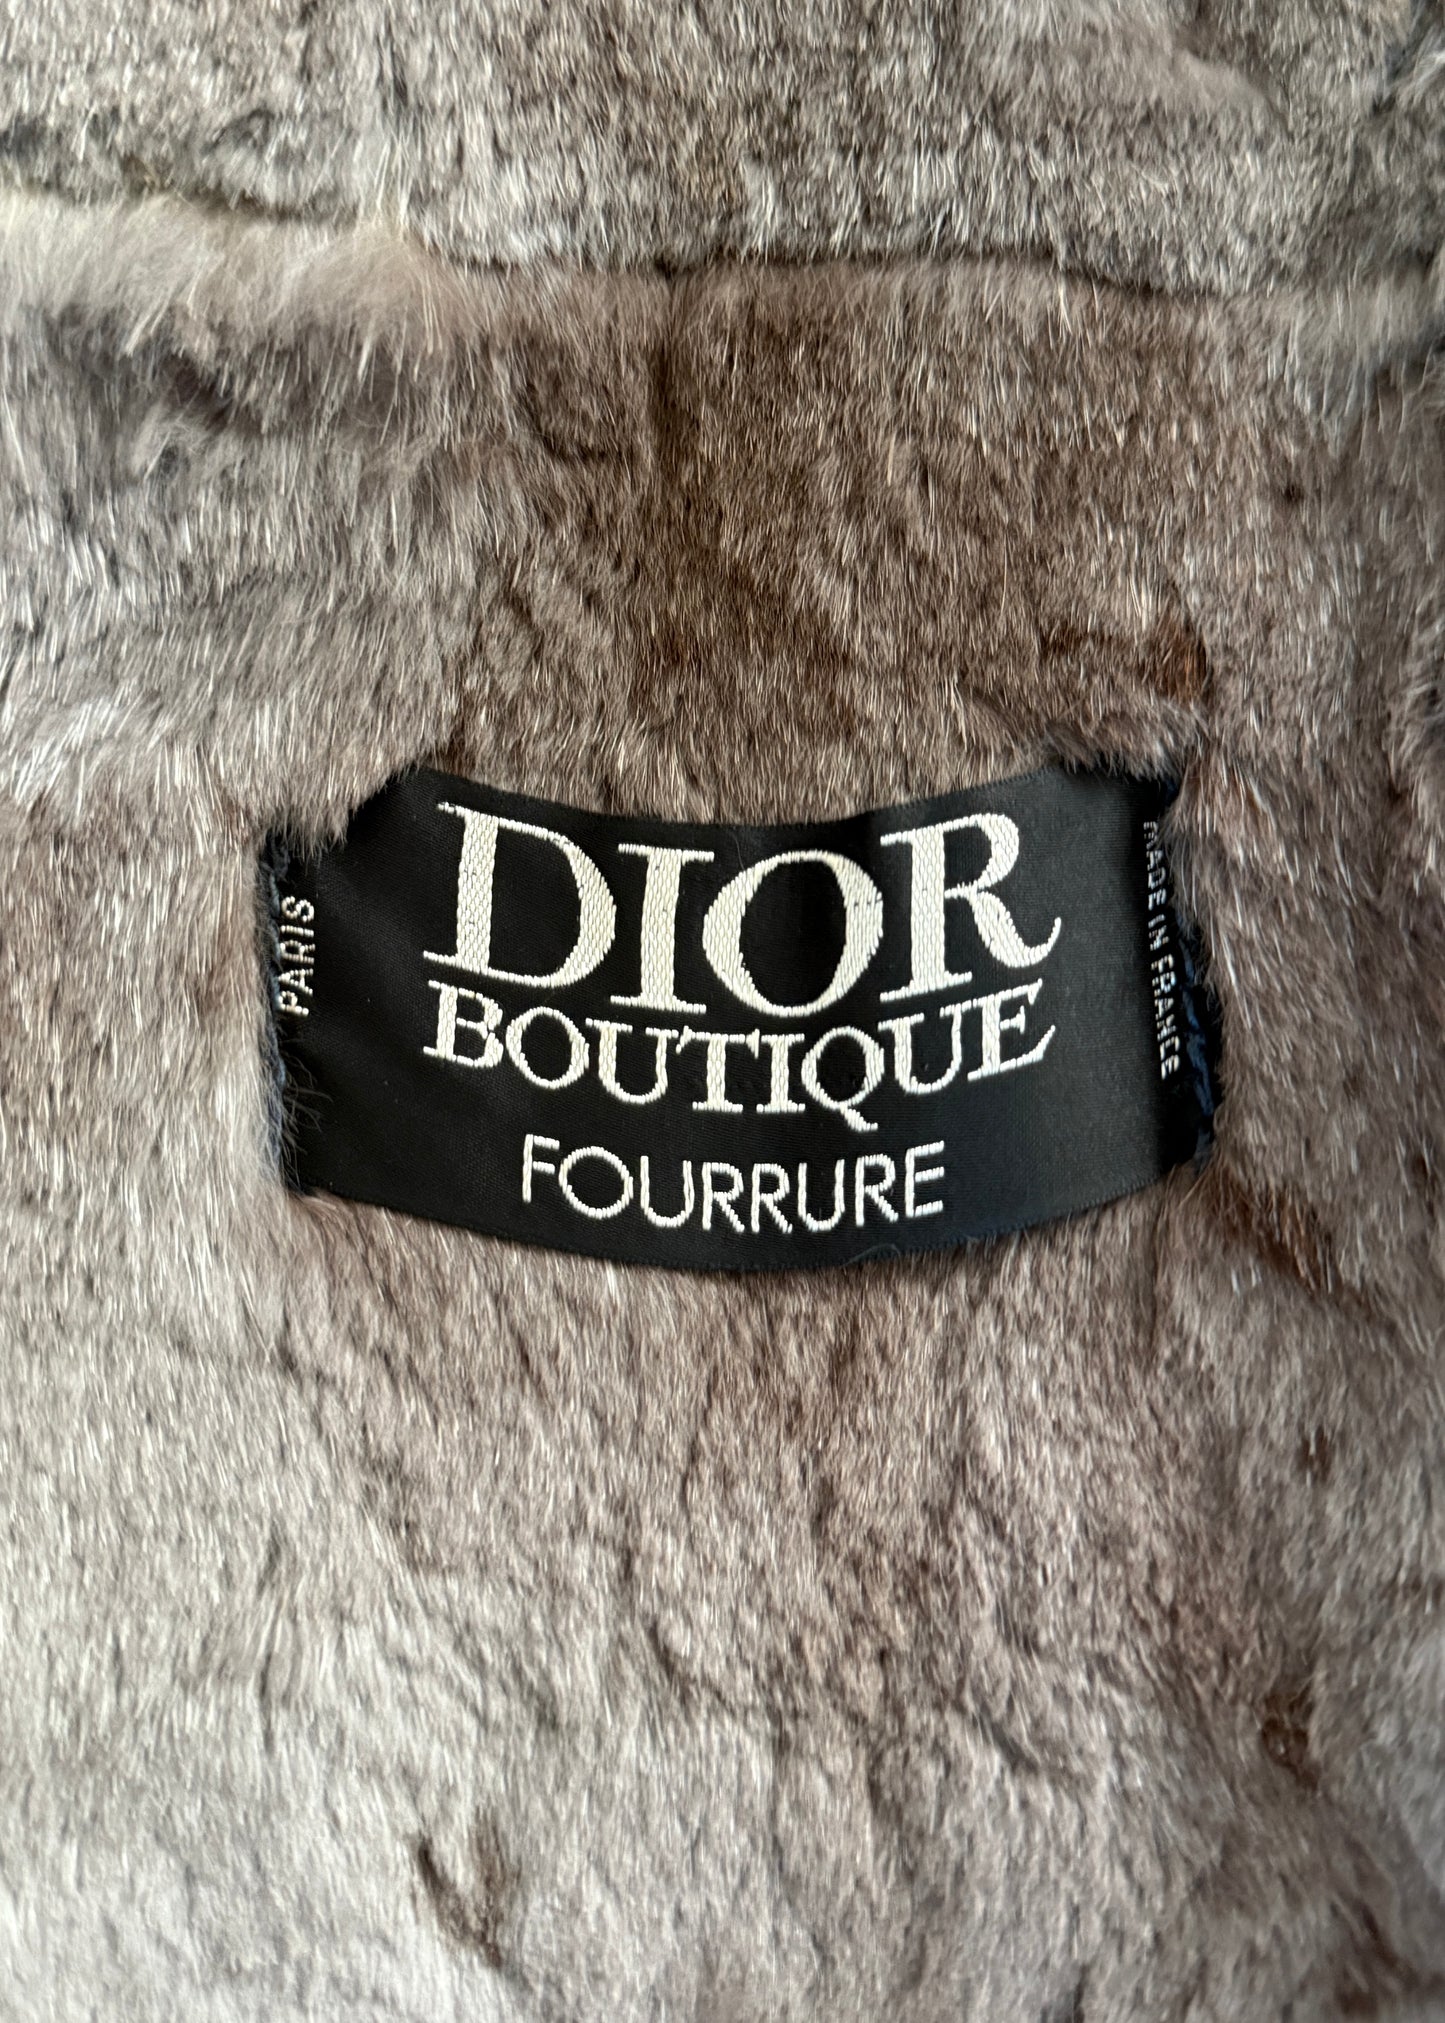 DIOR
BOUTIQUE
FOURRURE
PARIS
MADE IN FRANCE